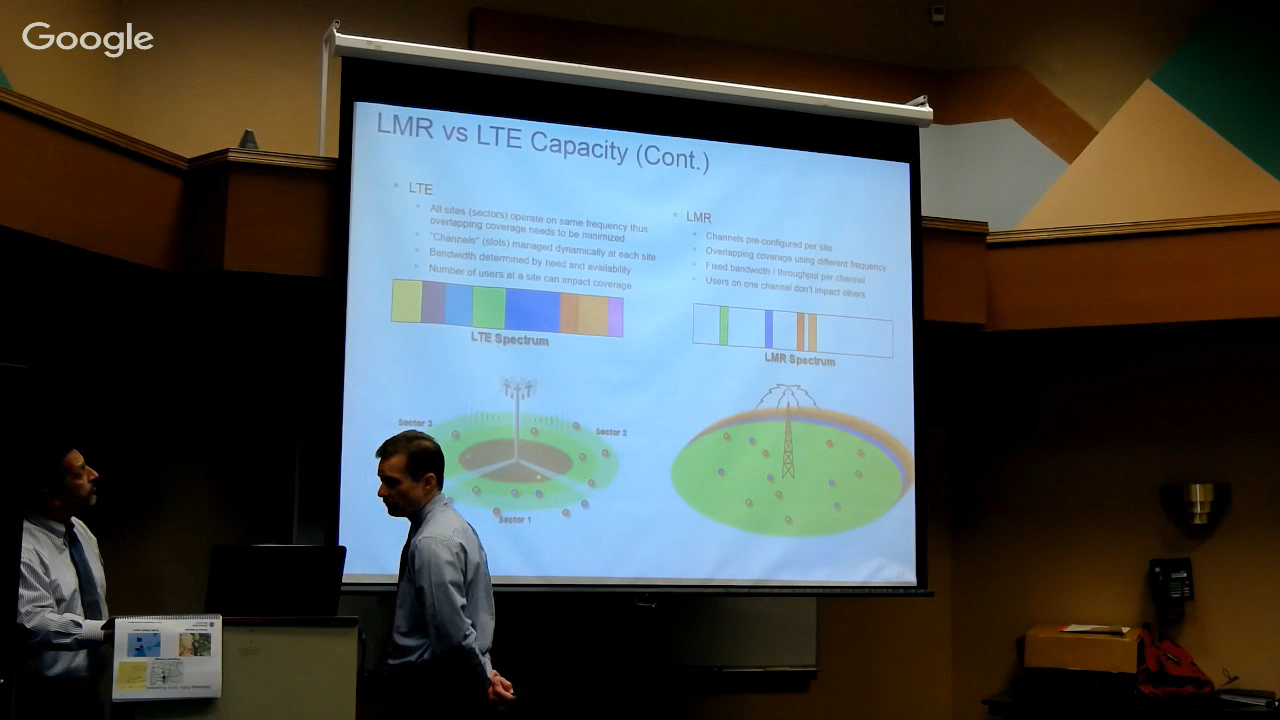 Google
LMR vs LTE Capacity (Cont.)
LTE
All sites (sectors) operate on same frequency thus
overlapping coverage needs to be minimized
"Channels" (slots) managed dynamically at each site
Bandwidth determined by need and availability
Number of users at a site can impact coverage
LTE Spectrum
Sector 3
Sector 2
Sector 1
LMR
Channels pre-configured per site
Overlapping coverage using different frequency
Fixed bandwidth / throughput per channel
Users on one channel don't impact others
LMR Spectrum